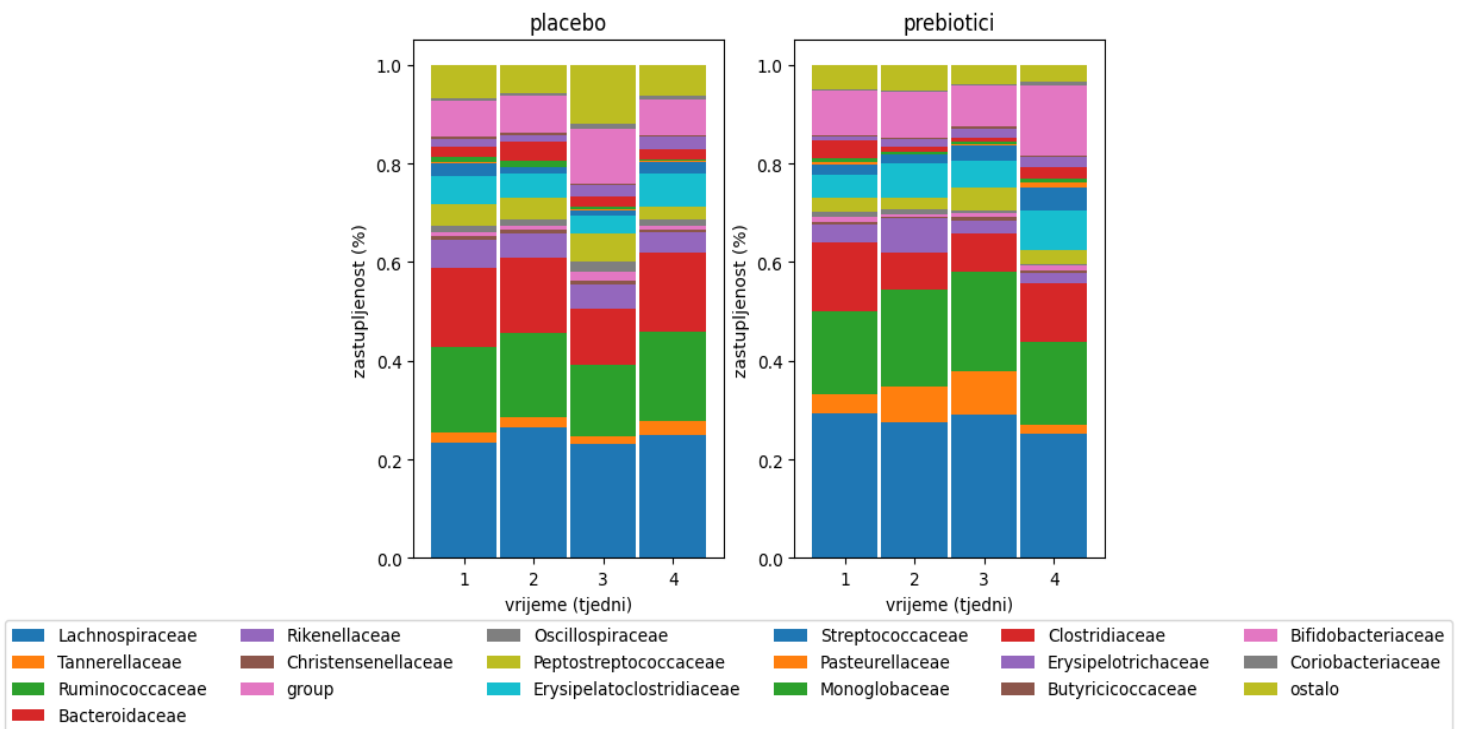 placebo
prebiotici
1.0
0.8
0.6
0.4
0.2
0.0
zastupljenost (%)
1 2 3 4
vrijeme (tjedni)
1.0
0.8
0.6
0.4
0.2
0.0
zastupljenost (%)
1 2 3 4
vrijeme (tjedni)
Lachnospiraceae
Tannerellaceae
Ruminococcaceae
Bacteroidaceae
Rikenellaceae
Christensenellaceae
group
Oscillospiraceae
Peptostreptococcaceae
Erysipelatoclostridiaceae
Streptococcaceae
Pasteurellaceae
Monoglobaceae
Clostridiaceae
Erysipelotrichaceae
Butyricicoccaceae
Bifidobacteriaceae
Coriobacteriaceae
ostalo